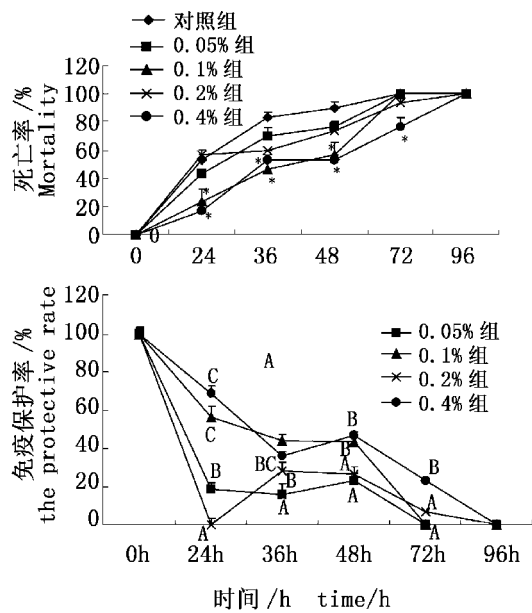 对照组
0.05% 组
0.1% 组
0.2% 组
0.4% 组
死亡率/%
Mortality
120
100
80
60
40
20
0
0
* * * * * * * *
0 24 36 48 72 96
免疫保护率/%
the protective rate
120
100
80
60
40
20
0
0.05% 组
0.1% 组
0.2% 组
0.4% 组
A
C
C
B
A
BC
B
A
B
B
A
A
B
A
A
0h 24h 36h 48h 72h 96h
时间/h time/h